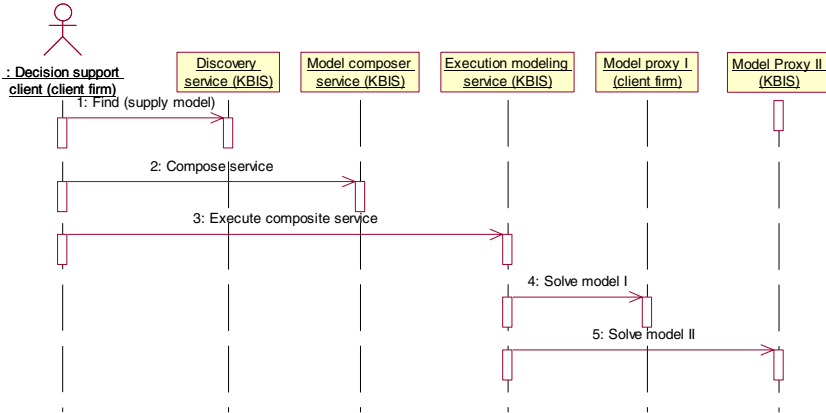 : Decision support
client (client firm)
Discovery
service (KBIS)
Model composer
service (KBIS)
Execution modeling
service (KBIS)
Model proxy I
(client firm)
Model Proxy II
(KBIS)
1: Find (supply model)
2: Compose service
3: Execute composite service
4: Solve model I
5: Solve model II